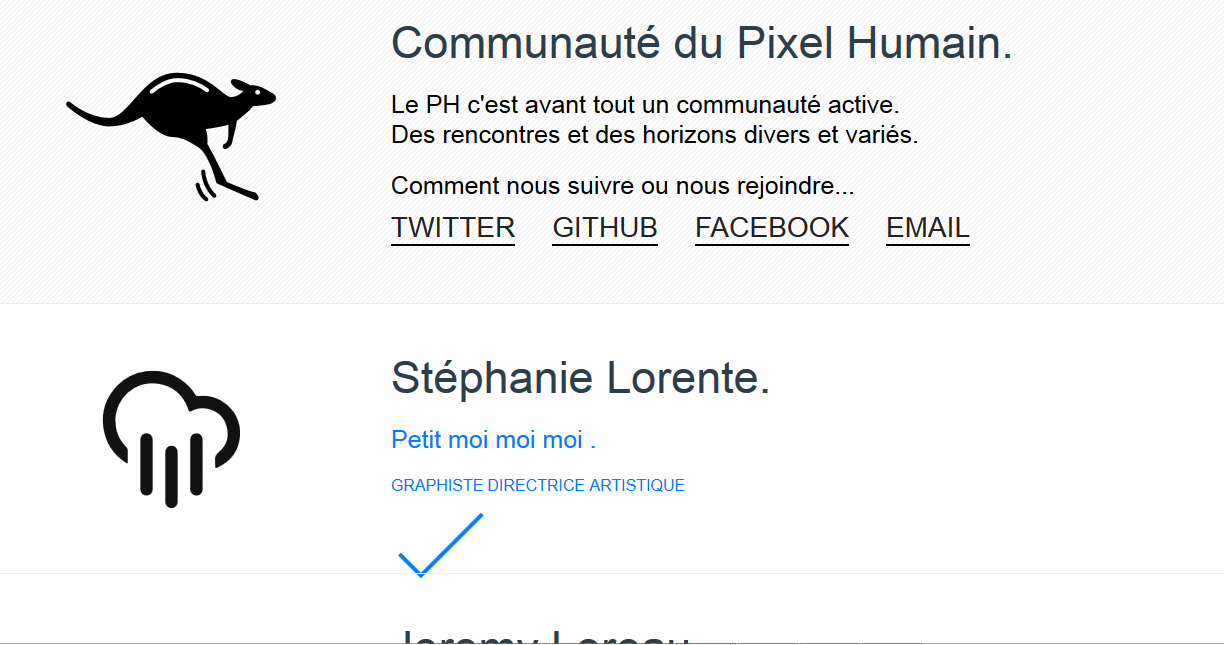 Communauté du Pixel Humain.
Le PH c'est avant tout un communauté active.
Des rencontres et des horizons divers et variés.
Comment nous suivre ou nous rejoindre...
TWITTER GITHUB FACEBOOK EMAIL
Stéphanie Lorente.
Petit moi moi moi .
GRAPHISTE DIRECTRICE ARTISTIQUE